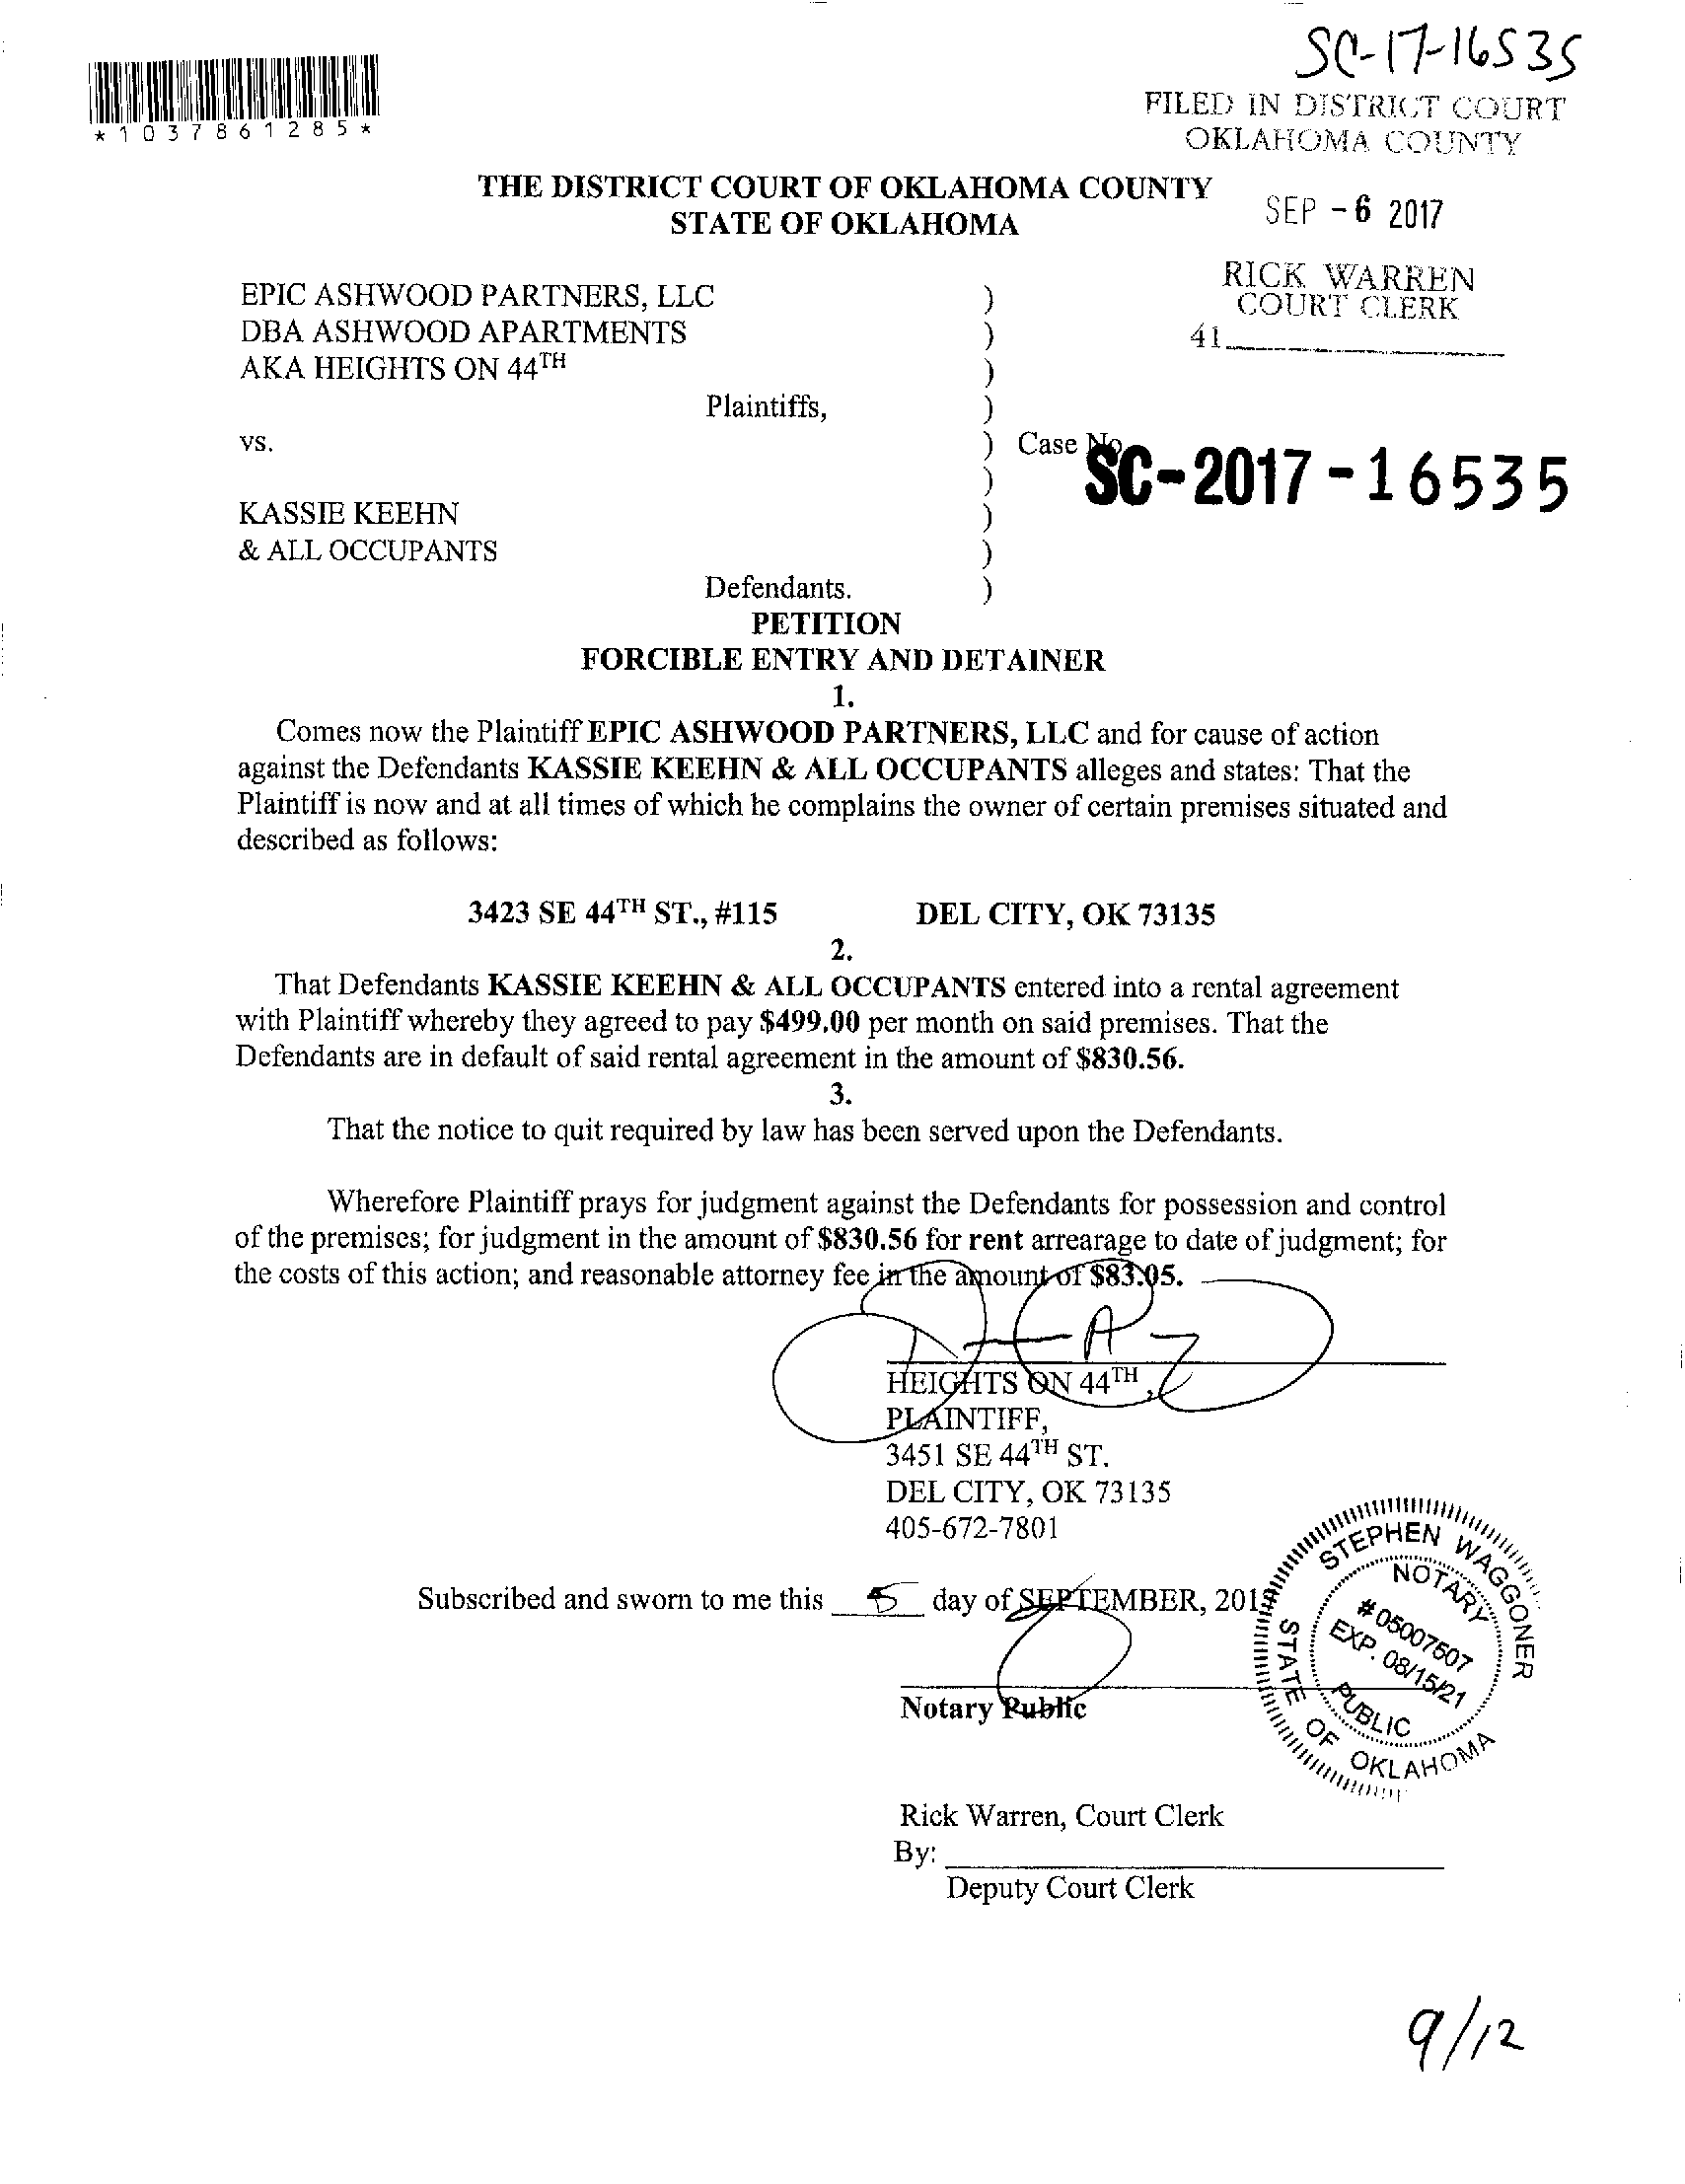 SC-17-16535
FILED IN DISTRICT COURT
OKLAHOMA COUNTY
*1037861285*
THE DISTRICT COURT OF OKLAHOMA COUNTY
STATE OF OKLAHOMA
SEP -6 2017
RICK WARREN
COURT CLERK
41
EPIC ASHWOOD PARTNERS, LLC )
DBA ASHWOOD APARTMENTS )
AKA HEIGHTS ON 44TH )
Plaintiffs, )
vs. ) Case No.
SC-2017-16535
)
KASSIE KEEHN )
& ALL OCCUPANTS )
Defendants. )
PETITION
FORCIBLE ENTRY AND DETAINER
1.
Comes now the Plaintiff EPIC ASHWOOD PARTNERS, LLC and for cause of action
against the Defendants KASSIE KEEHN & ALL OCCUPANTS alleges and states: That the
Plaintiff is now and at all times of which he complains the owner of certain premises situated and
described as follows:
3423 SE 44TH ST., #115 DEL CITY, OK 73135
2.
That Defendants KASSIE KEEHN & ALL OCCUPANTS entered into a rental agreement
with Plaintiff whereby they agreed to pay $499.00 per month on said premises. That the
Defendants are in default of said rental agreement in the amount of $830.56.
3.
That the notice to quit required by law has been served upon the Defendants.
Wherefore Plaintiff prays for judgment against the Defendants for possession and control
of the premises; for judgment in the amount of $830.56 for rent arrearage to date of judgment; for
the costs of this action; and reasonable attorney fee in the amount of $83.05.
HEIGHTS ON 44TH,
PLAINTIFF,
3451 SE 44TH ST.
DEL CITY, OK 73135
405-672-7801
Subscribed and sworn to me this 5 day of SEPTEMBER, 2017
Notary Public
STEPHEN WAGGONER
NOTARY
# 05007607
EXP. 08/15/21
PUBLIC
STATE OF OKLAHOMA
Rick Warren, Court Clerk
By:
Deputy Court Clerk
9/12